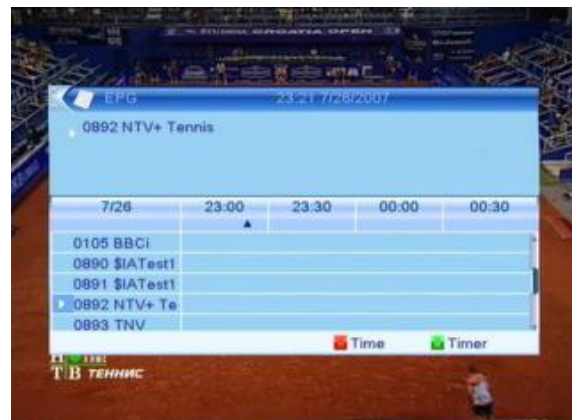 STUDENA CROATIA OPEN
EPG 23:21 7/26/2007
0892 NTV+ Tennis
7/26 23:00 23:30 00:00 00:30
0105 BBCi
0890 $IATest1
0891 $IATest1
0892 NTV+ Te
0893 TNV
Time Timer
ТВ ТЕННИС